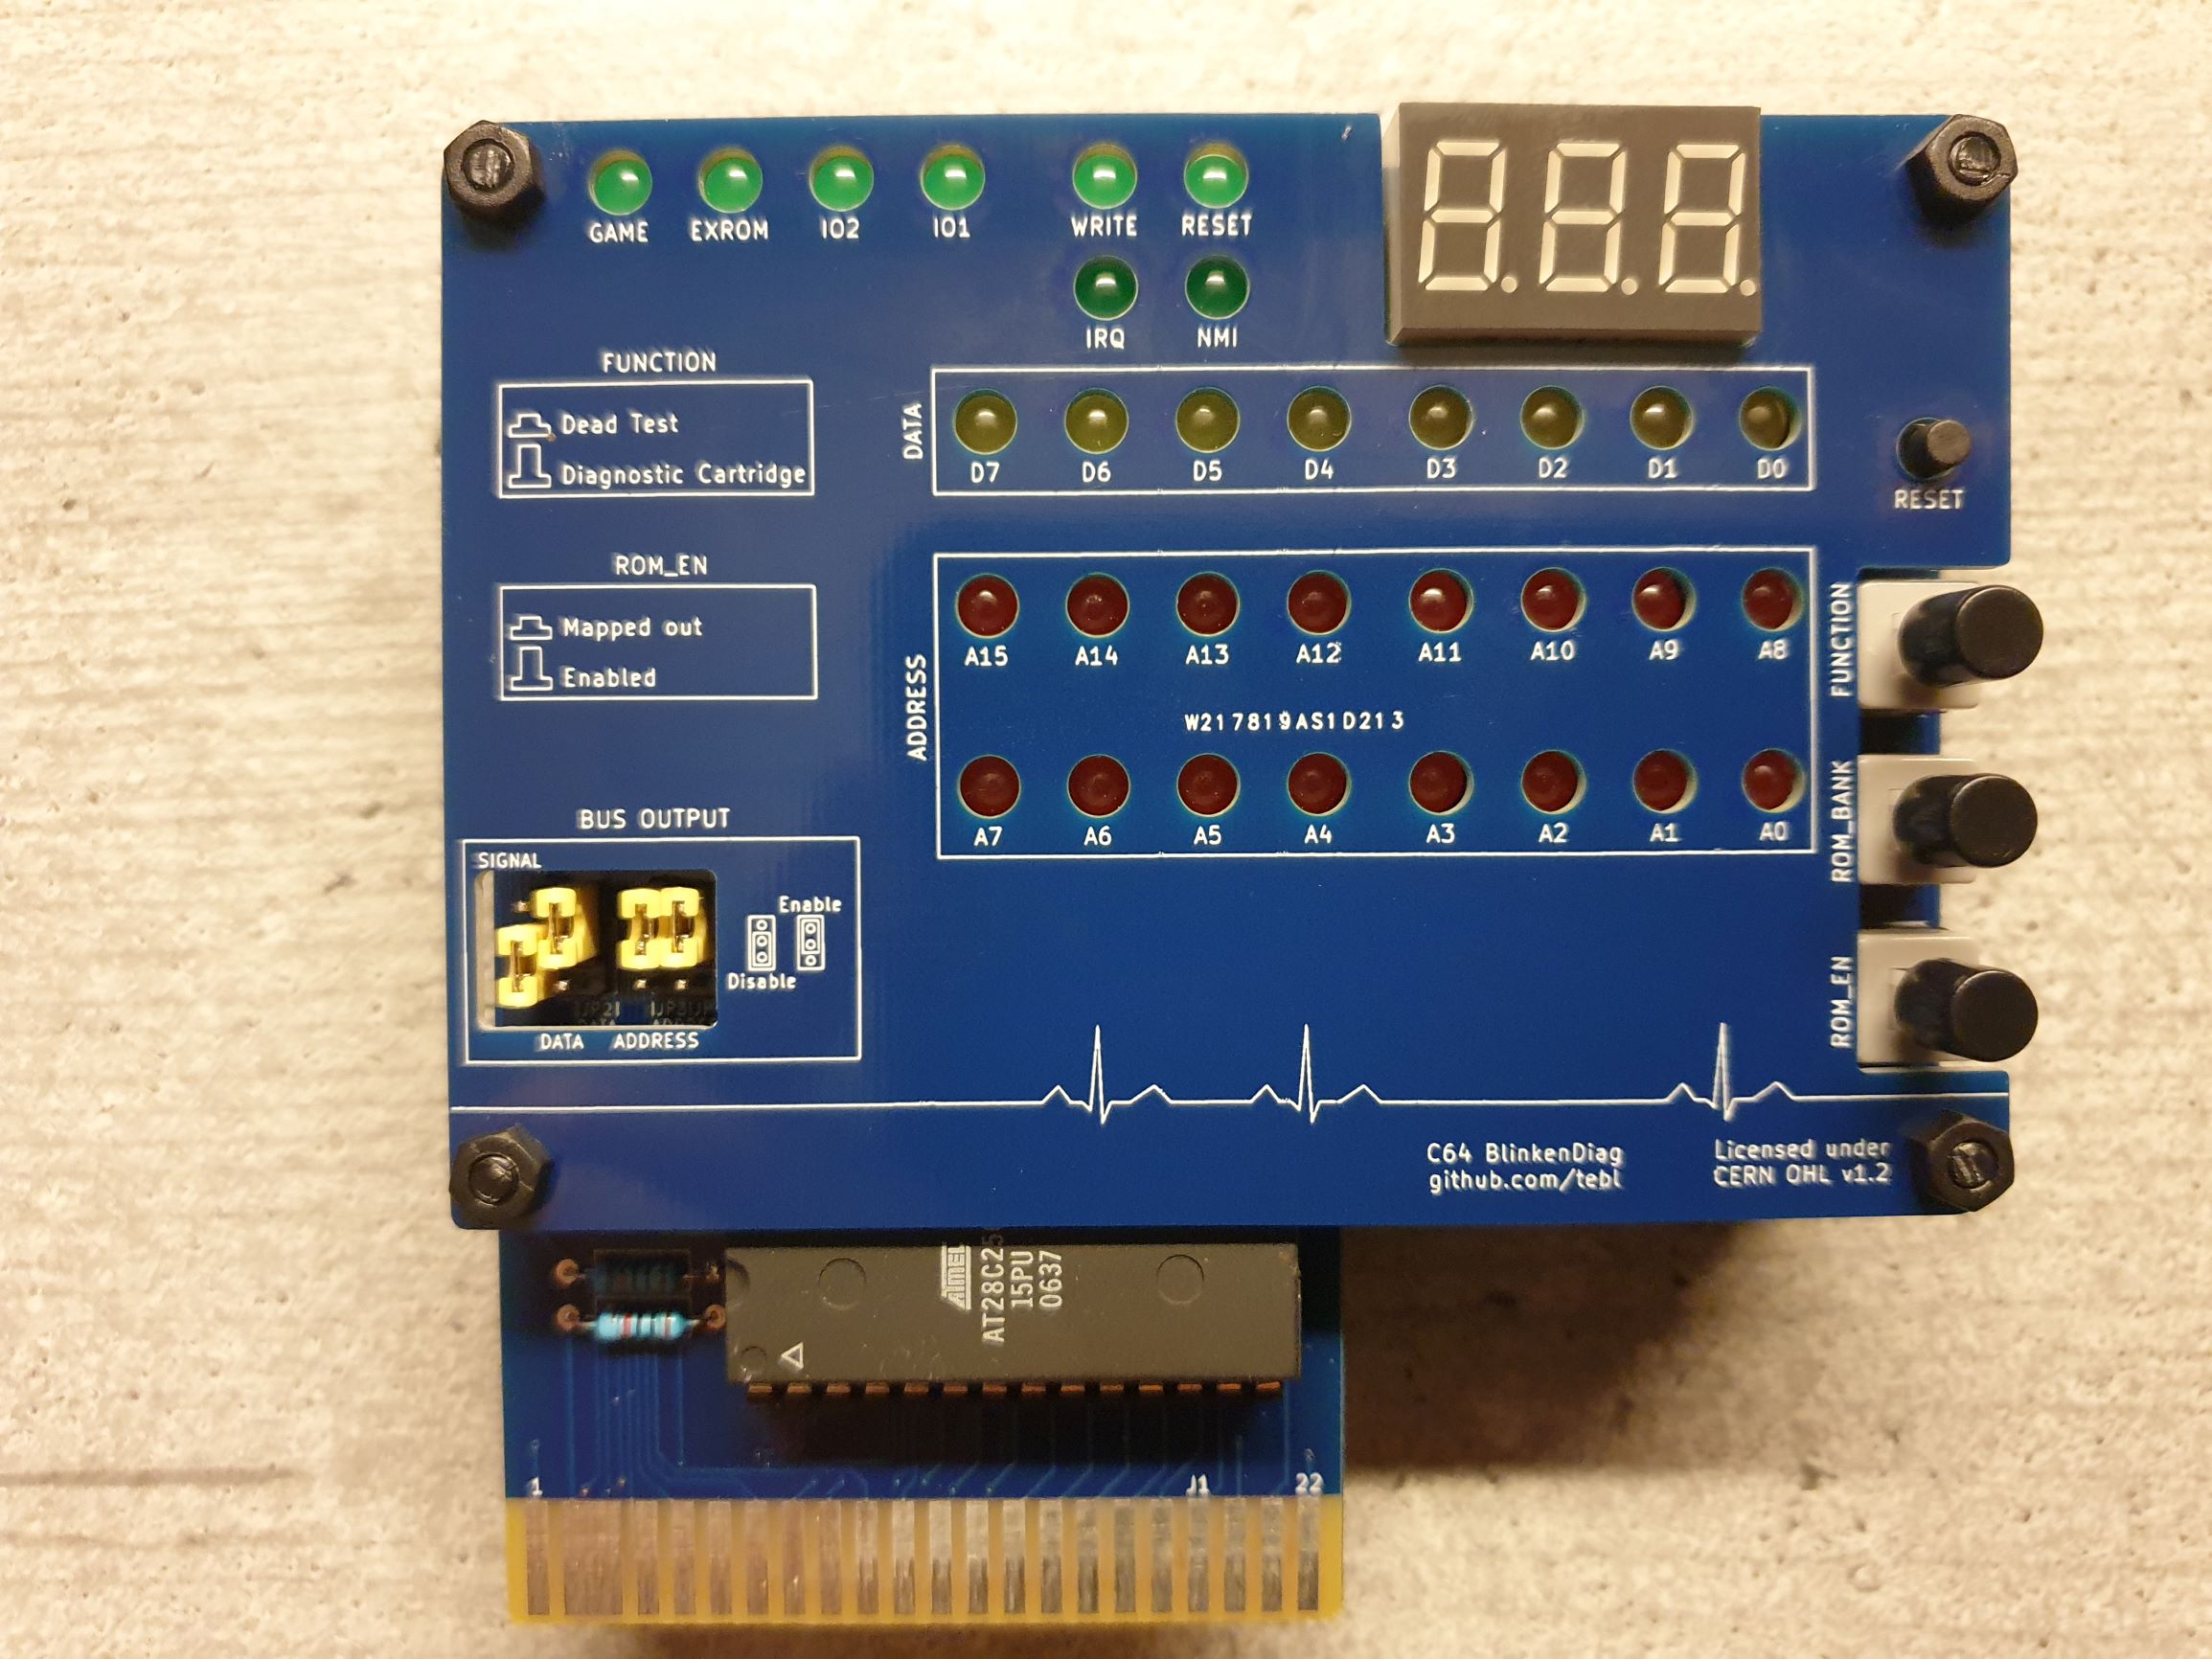 GAME EXROM IO2 IO1 WRITE RESET
IRQ NMI
FUNCTION
Dead Test
Diagnostic Cartridge
DATA
D7 D6 D5 D4 D3 D2 D1 D0
RESET
ROM_EN
Mapped out
Enabled
ADDRESS
A15 A14 A13 A12 A11 A10 A9 A8
W217819AS1D213
A7 A6 A5 A4 A3 A2 A1 A0
FUNCTION
ROM_BANK
ROM_EN
BUS OUTPUT
SIGNAL
Enable
Disable
DATA ADDRESS
C64 BlinkenDiag
github.com/tebl
Licensed under
CERN OHL v1.2
ATMEL
AT28C25
15PU
0637
1 J1 22